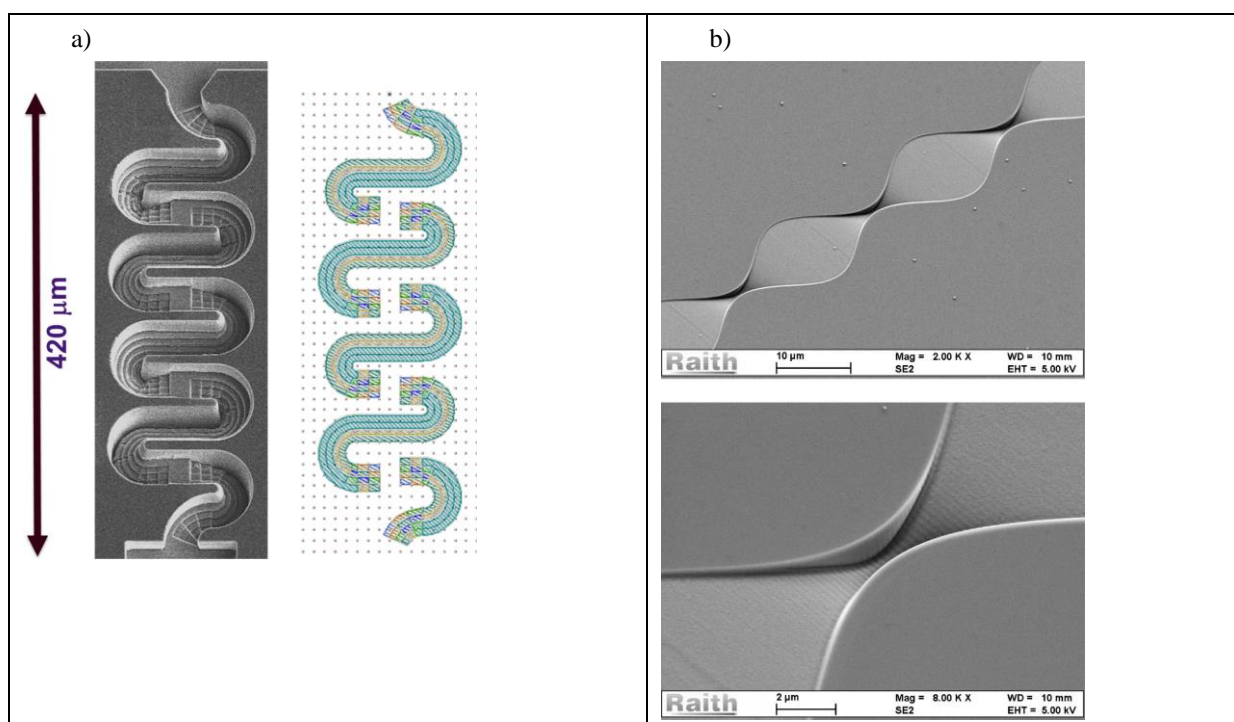 a)
420 μm
b)
10 μm
Mag = 2.00 K X
WD = 10 mm
Raith
SE2
EHT = 5.00 kV
2 μm
Mag = 8.00 K X
WD = 10 mm
Raith
SE2
EHT = 5.00 kV